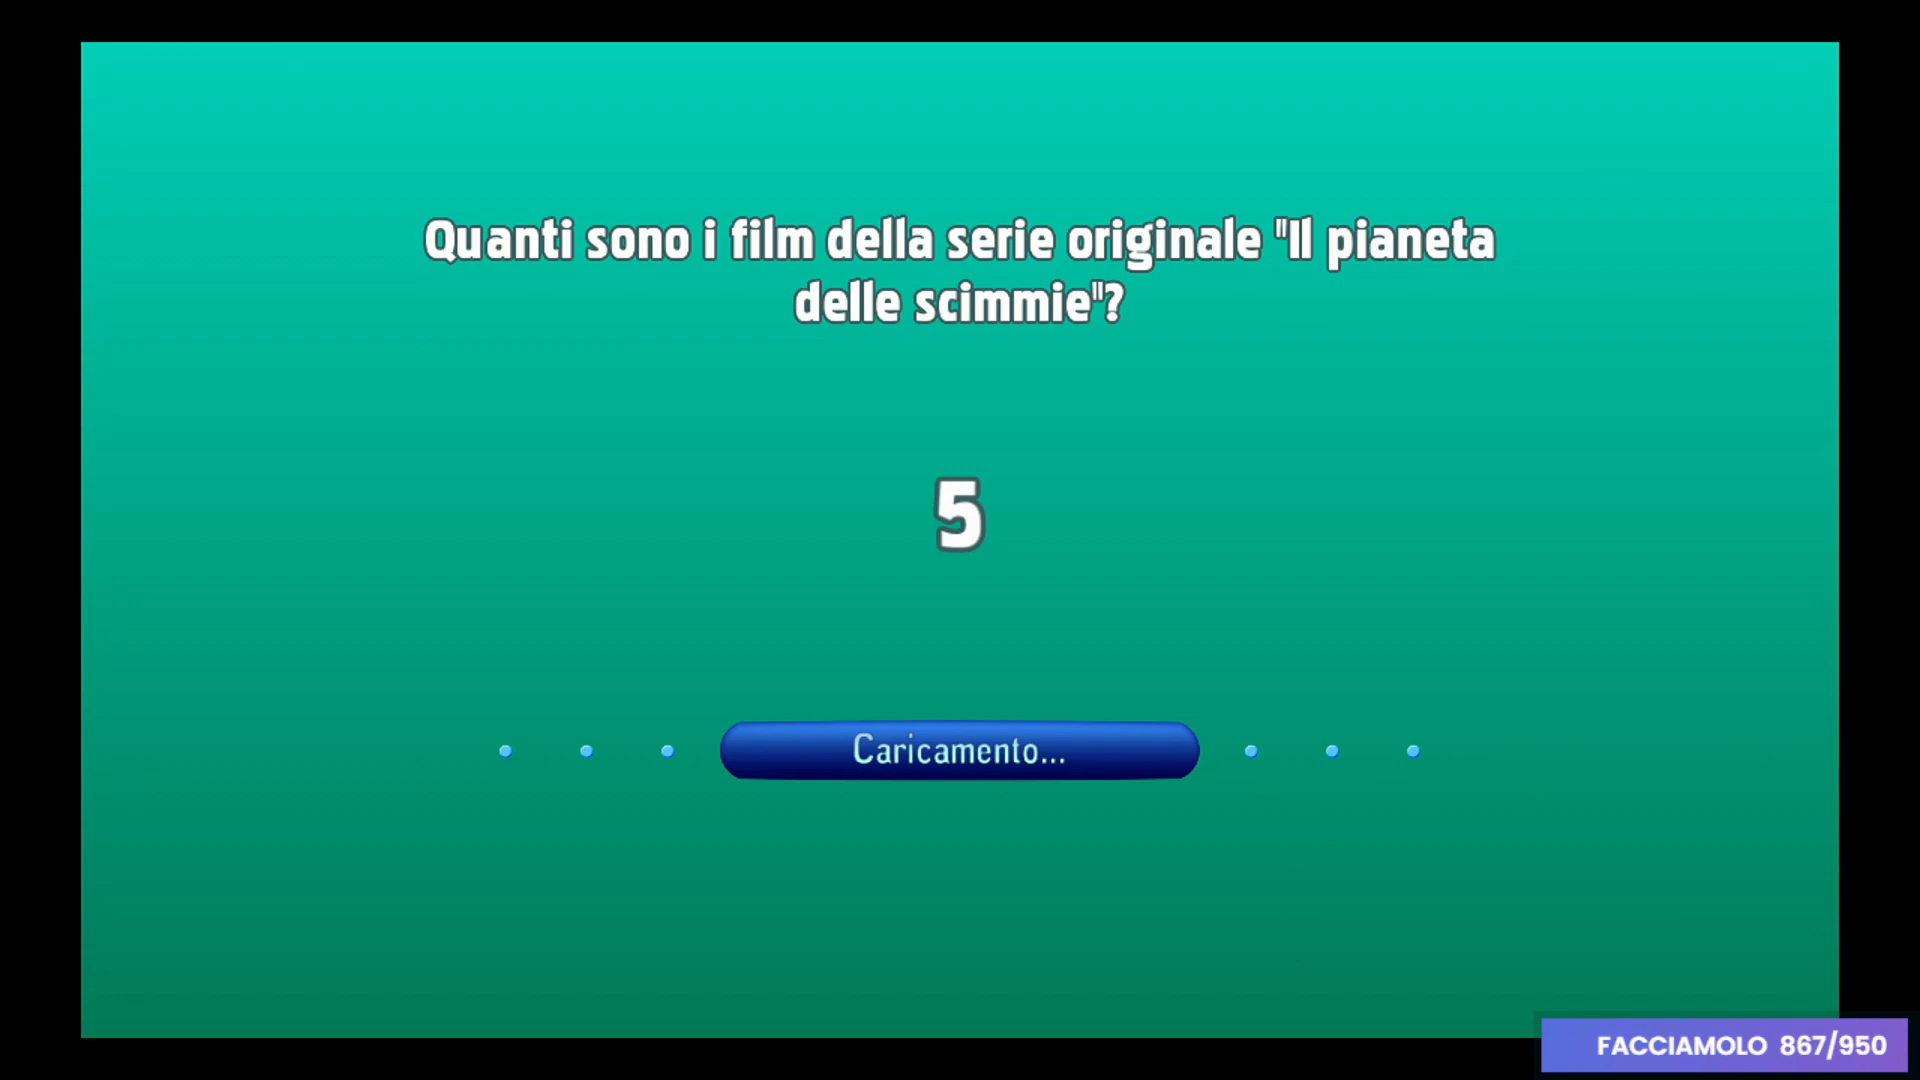 Quanti sono i film della serie originale "Il pianeta
delle scimmie"?
5
Caricamento...
FACCIAMOLO 867/950